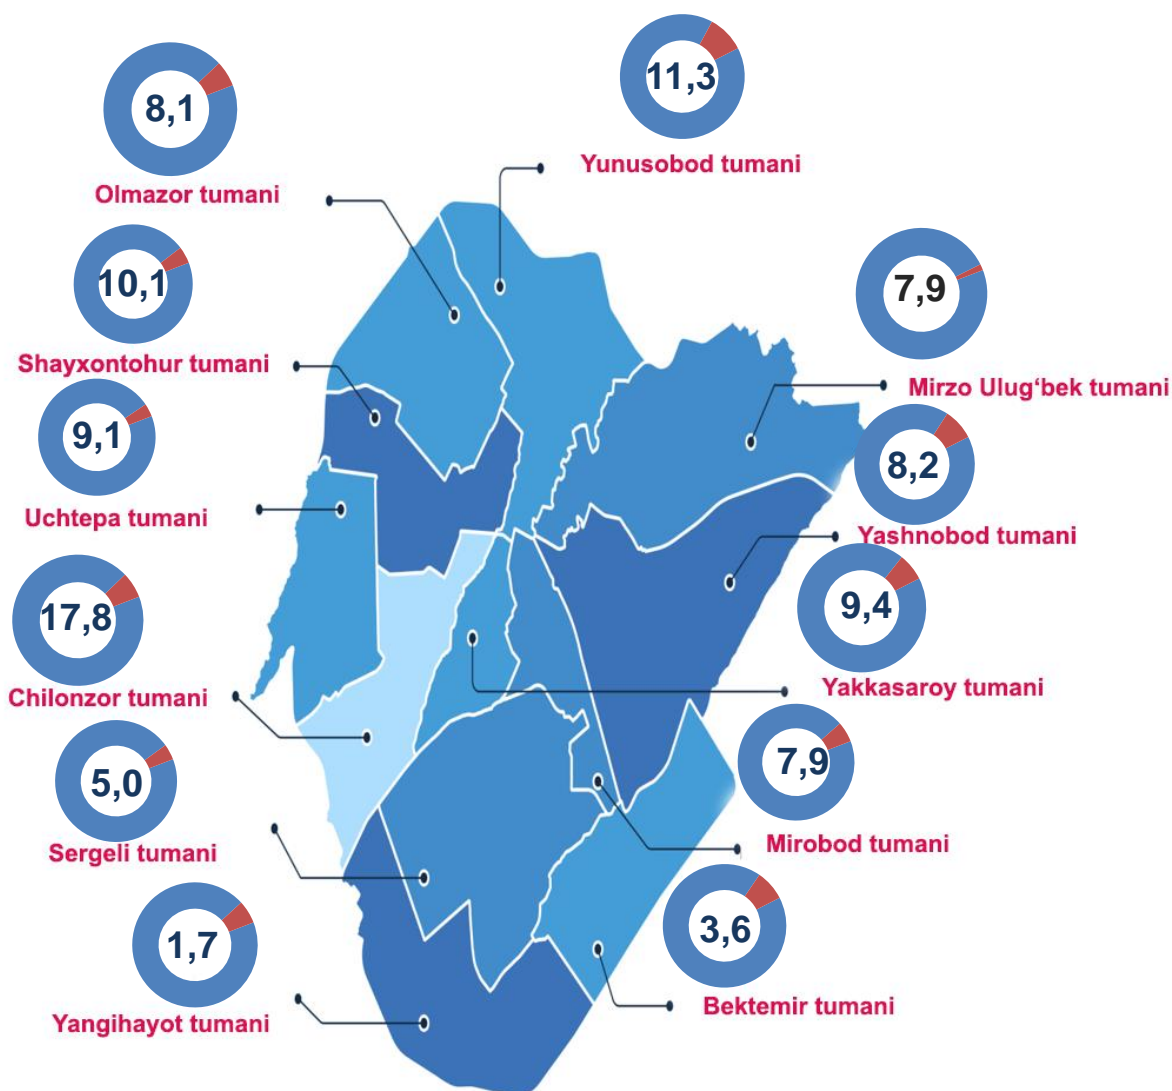 11,3
Yunusobod tumani
8,1
Olmazor tumani
10,1
Shayxontohur tumani
7,9
Mirzo Ulug‘bek tumani
9,1
Uchtepa tumani
8,2
Yashnobod tumani
17,8
Chilonzor tumani
9,4
Yakkasaroy tumani
5,0
Sergeli tumani
7,9
Mirobod tumani
1,7
Yangihayot tumani
3,6
Bektemir tumani